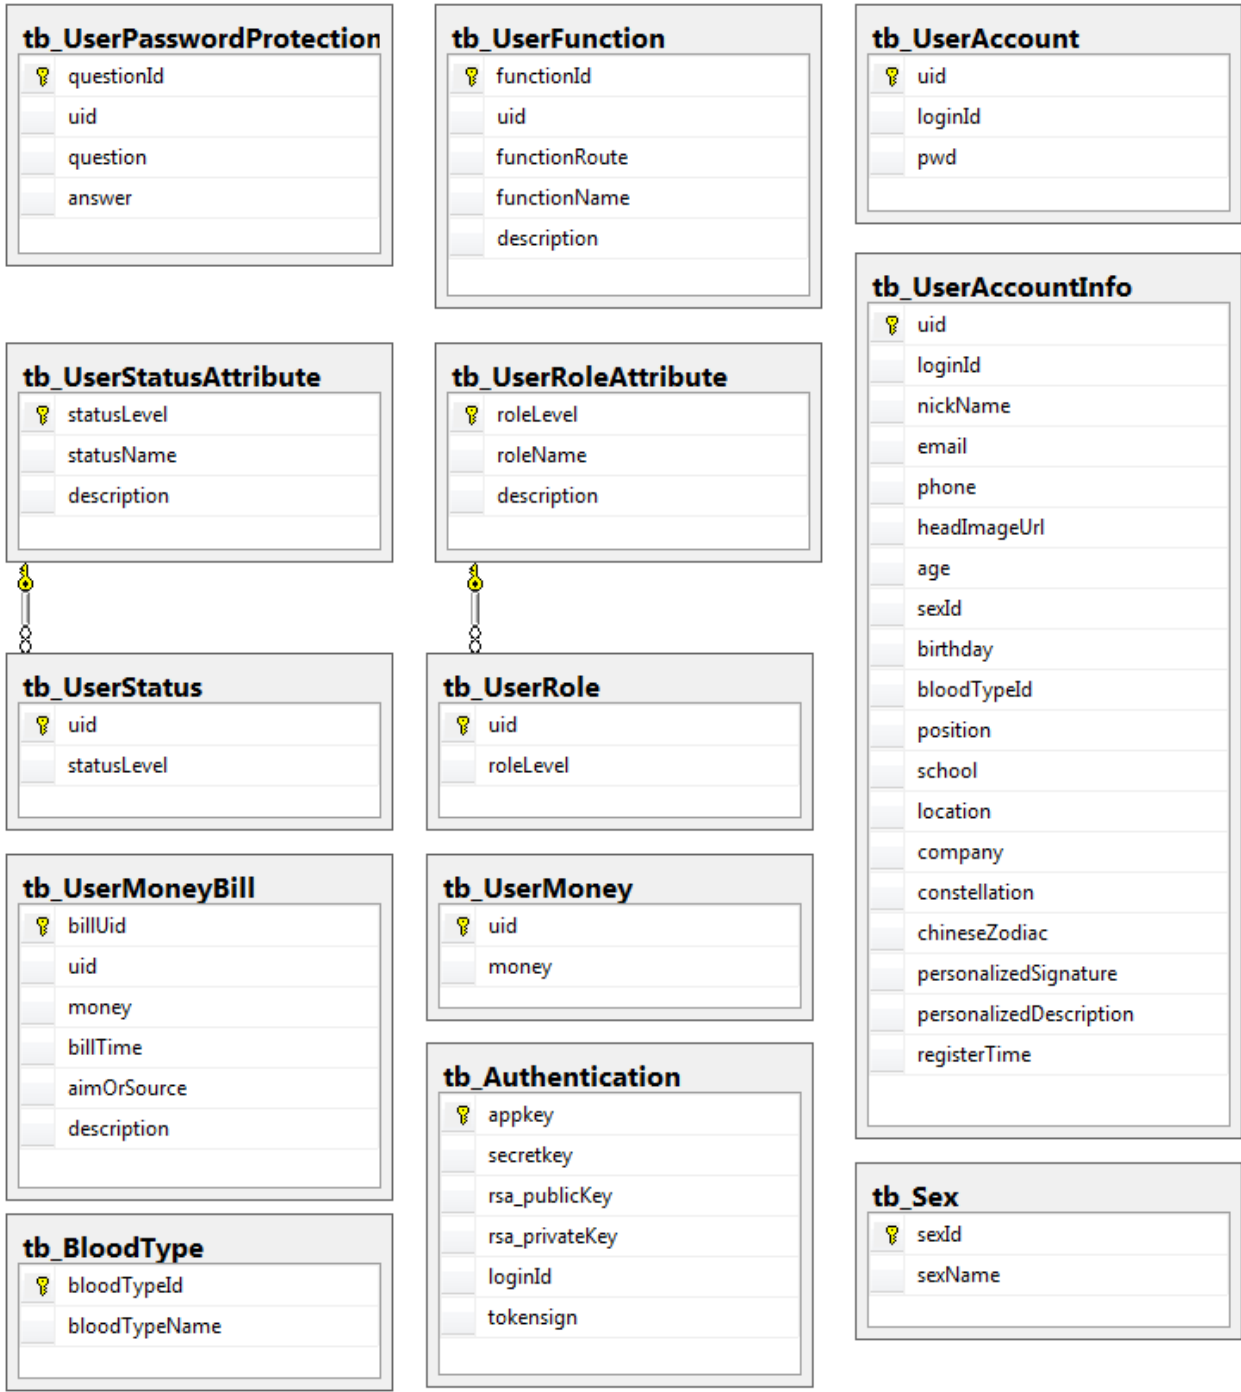 tb_UserPasswordProtection
questionId
uid
question
answer
tb_UserFunction
functionId
uid
functionRoute
functionName
description
tb_UserAccount
uid
loginId
pwd
tb_UserStatusAttribute
statusLevel
statusName
description
tb_UserRoleAttribute
roleLevel
roleName
description
tb_UserAccountInfo
uid
loginId
nickName
email
phone
headImageUrl
age
sexId
birthday
bloodTypeId
position
school
location
company
constellation
chineseZodiac
personalizedSignature
personalizedDescription
registerTime
tb_UserStatus
uid
statusLevel
tb_UserRole
uid
roleLevel
tb_UserMoneyBill
billUid
uid
money
billTime
aimOrSource
description
tb_UserMoney
uid
money
tb_Authentication
appkey
secretkey
rsa_publicKey
rsa_privateKey
loginId
tokensign
tb_Sex
sexId
sexName
tb_BloodType
bloodTypeId
bloodTypeName